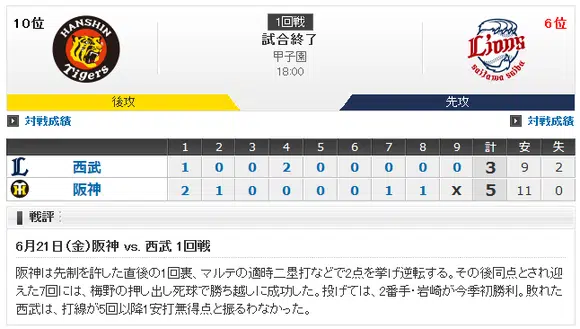 10位
HANSHIN
Tigers
1回戦
試合終了
甲子園
18:00
6位
Lions
saitama seibu
後攻
先攻
対戦成績
対戦成績
1 2 3 4 5 6 7 8 9 計 安 失
L 西武 1 0 0 2 0 0 0 0 0 3 9 2
HT 阪神 2 1 0 0 0 0 1 1 X 5 11 0
戦評：
6月21日(金)阪神 vs. 西武 1回戦
阪神は先制を許した直後の1回裏、マルテの適時二塁打などで2点を挙げ逆転する。その後同点とされ迎
えた7回には、梅野の押し出し死球で勝ち越しに成功した。投げては、2番手・岩崎が今季初勝利。敗れた
西武は、打線が5回以降1安打無得点と振るわなかった。